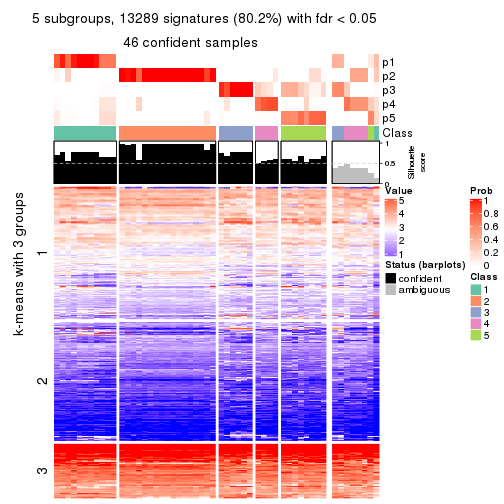 5 subgroups, 13289 signatures (80.2%) with fdr < 0.05
46 confident samples
p1
p2
p3
p4
p5
Class
1
0.5
0
Silhouette
score
k-means with 3 groups
1
2
3
Value
5
4
3
2
1
Status (barplots)
confident
ambiguous
Prob
1
0.8
0.6
0.4
0.2
0
Class
1
2
3
4
5